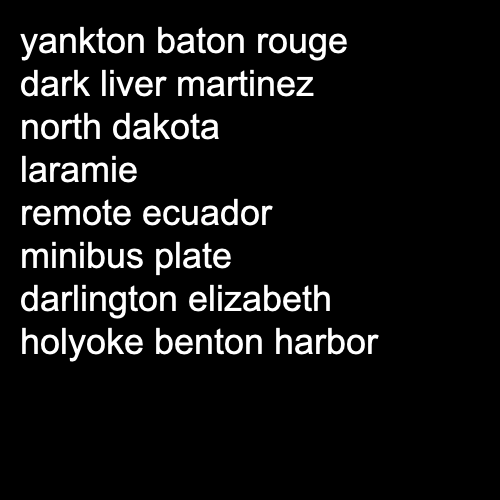 yankton baton rouge
dark liver martinez
north dakota
laramie
remote ecuador
minibus plate
darlington elizabeth
holyoke benton harbor